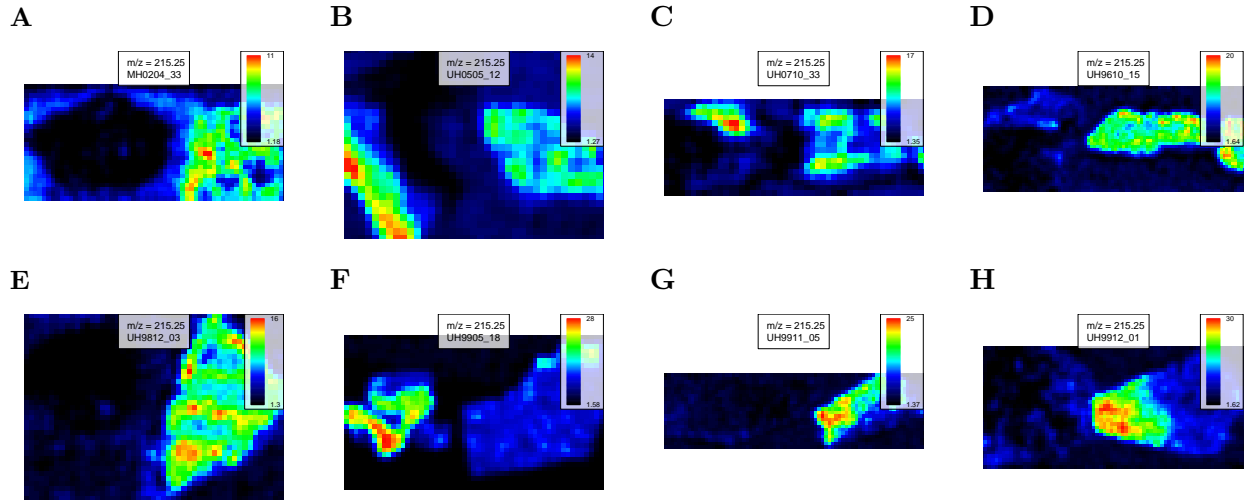 A
B
C
D
m/z = 215.25
MH0204_33
11
1.18
m/z = 215.25
UH0505_12
14
1.27
m/z = 215.25
UH0710_33
17
1.35
m/z = 215.25
UH9610_15
20
1.64
E
F
G
H
m/z = 215.25
UH9812_03
16
1.3
m/z = 215.25
UH9905_18
28
1.58
m/z = 215.25
UH9911_05
25
1.37
m/z = 215.25
UH9912_01
30
1.62